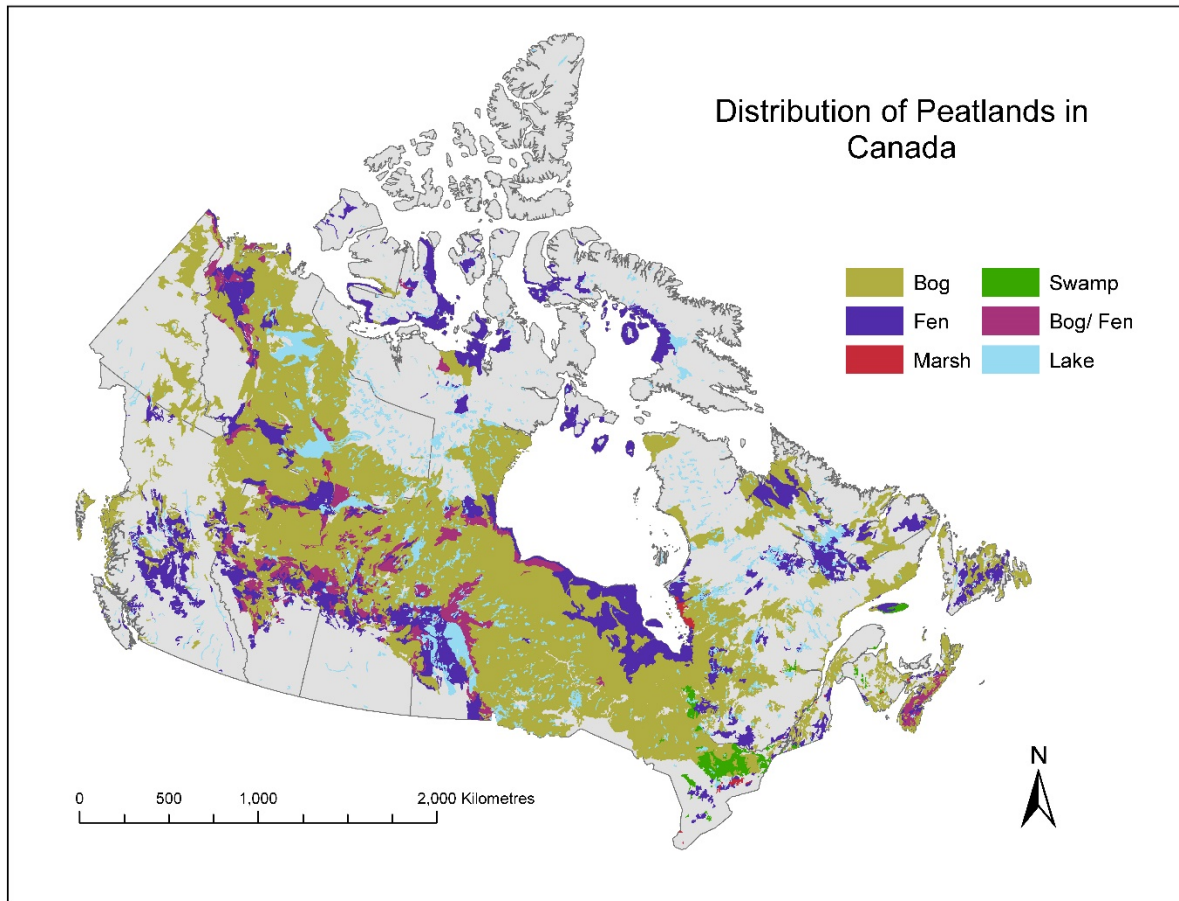 Distribution of Peatlands in
Canada
Bog
Swamp
Fen
Bog/ Fen
Marsh
Lake
N
0 500 1,000 2,000 Kilometres